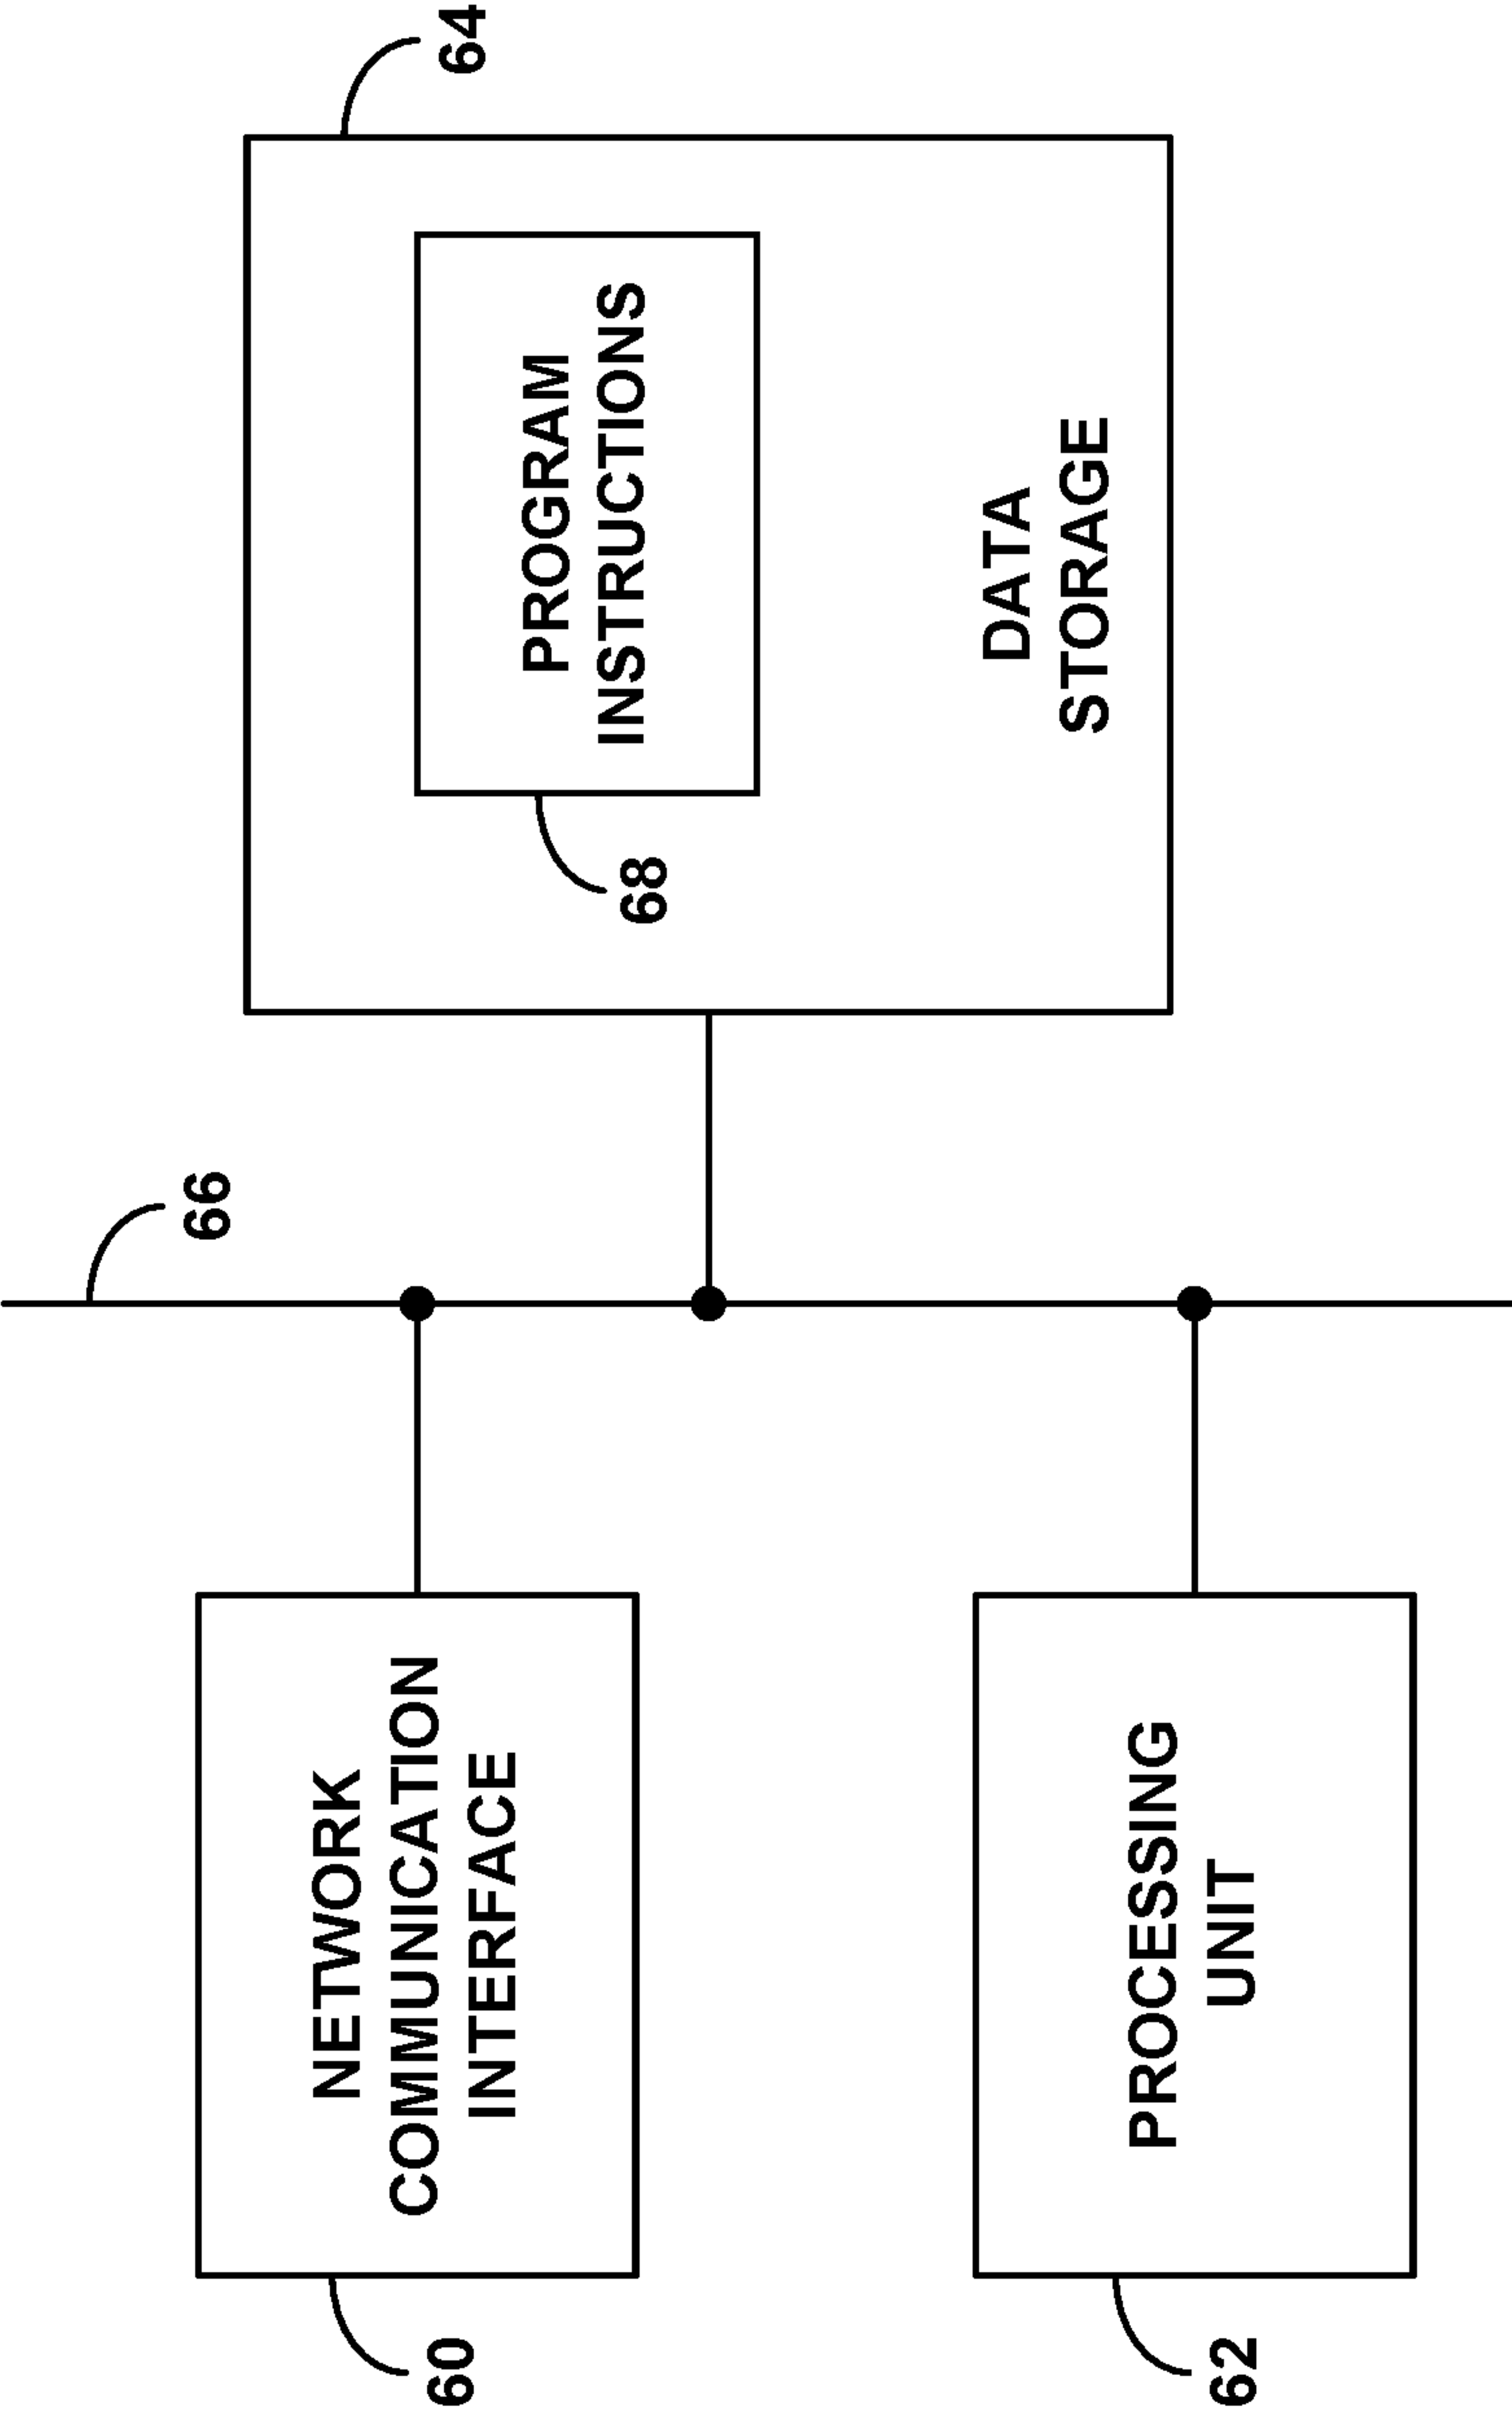 60
NETWORK
COMMUNICATION
INTERFACE
66
64
PROGRAM
INSTRUCTIONS
68
DATA
STORAGE
62
PROCESSING
UNIT